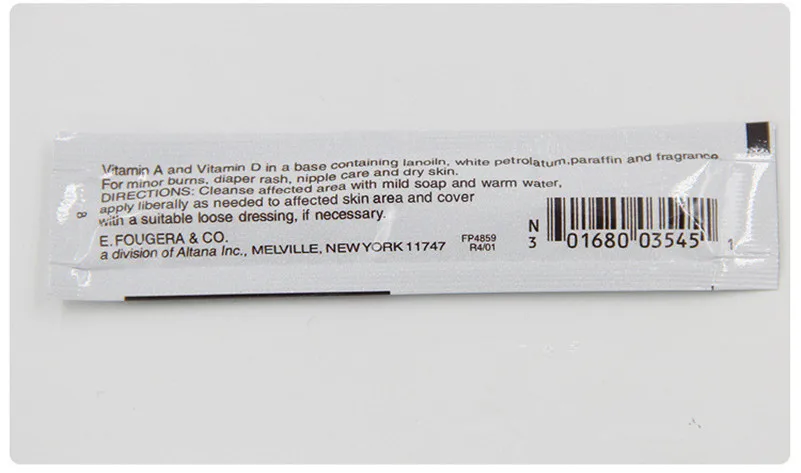 Vitamin A and Vitamin D in a base containing lanoiln, white petrolatum,paraffin and fragrance
For minor burns, diaper rash, nipple care and dry skin.
DIRECTIONS: Cleanse affected area with mild soap and warm water,
apply liberally as needed to affected skin area and cover
with a suitable loose dressing, if necessary.
E. FOUGERA & CO.
a division of Altana Inc., MELVILLE, NEW YORK 11747
FP4859
R4/01
8
N
3 01680 03545 1